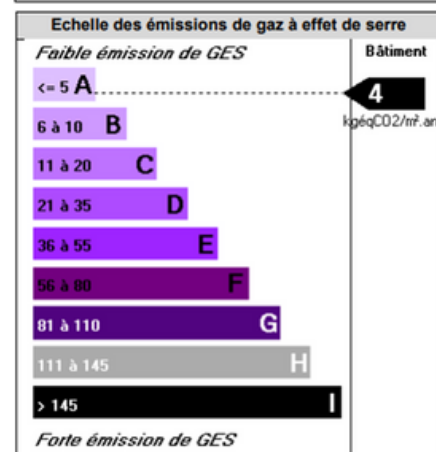 Echelle des émissions de gaz à effet de serre
Faible émission de GES
Bâtiment
<= 5 A
4
kgéqCO2/m².an
6 à 10 B
11 à 20 C
21 à 35 D
36 à 55 E
56 à 80 F
81 à 110 G
111 à 145 H
> 145 I
Forte émission de GES